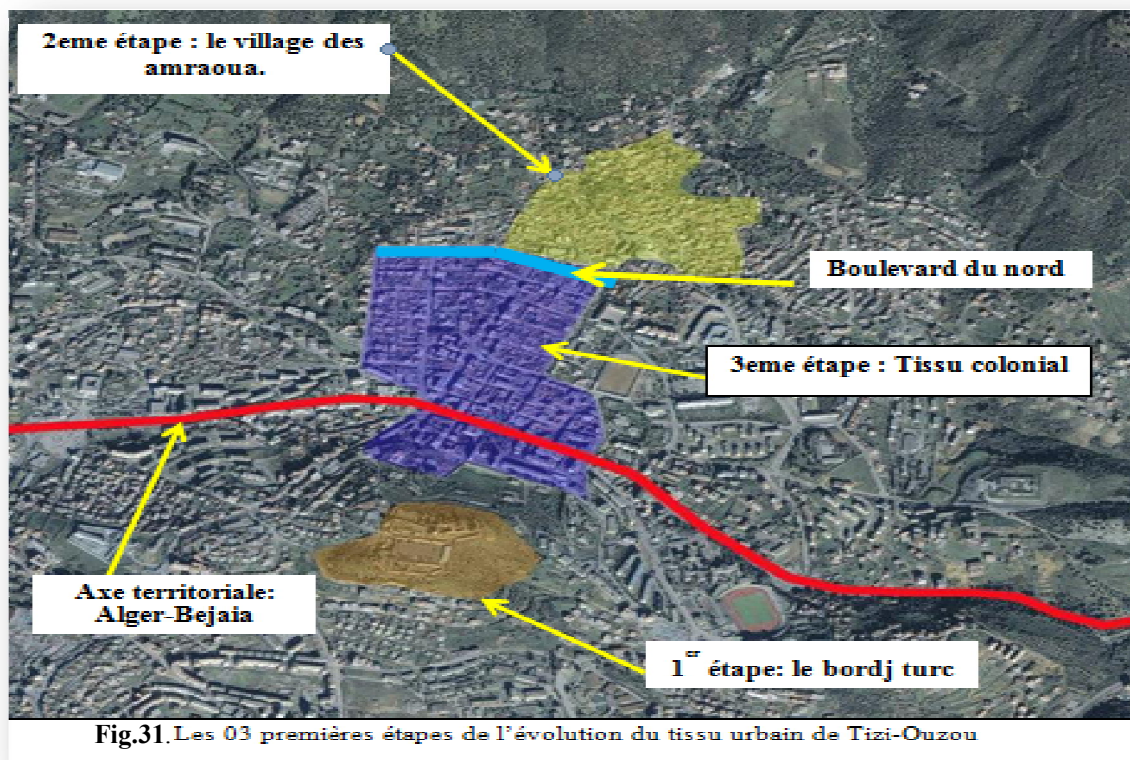 2eme étape : le village des
amraoua.
Boulevard du nord
3eme étape : Tissu colonial
Axe territoriale:
Alger-Bejaia
1er étape: le bordj turc
Fig.31. Les 03 premières étapes de l'évolution du tissu urbain de Tizi-Ouzou